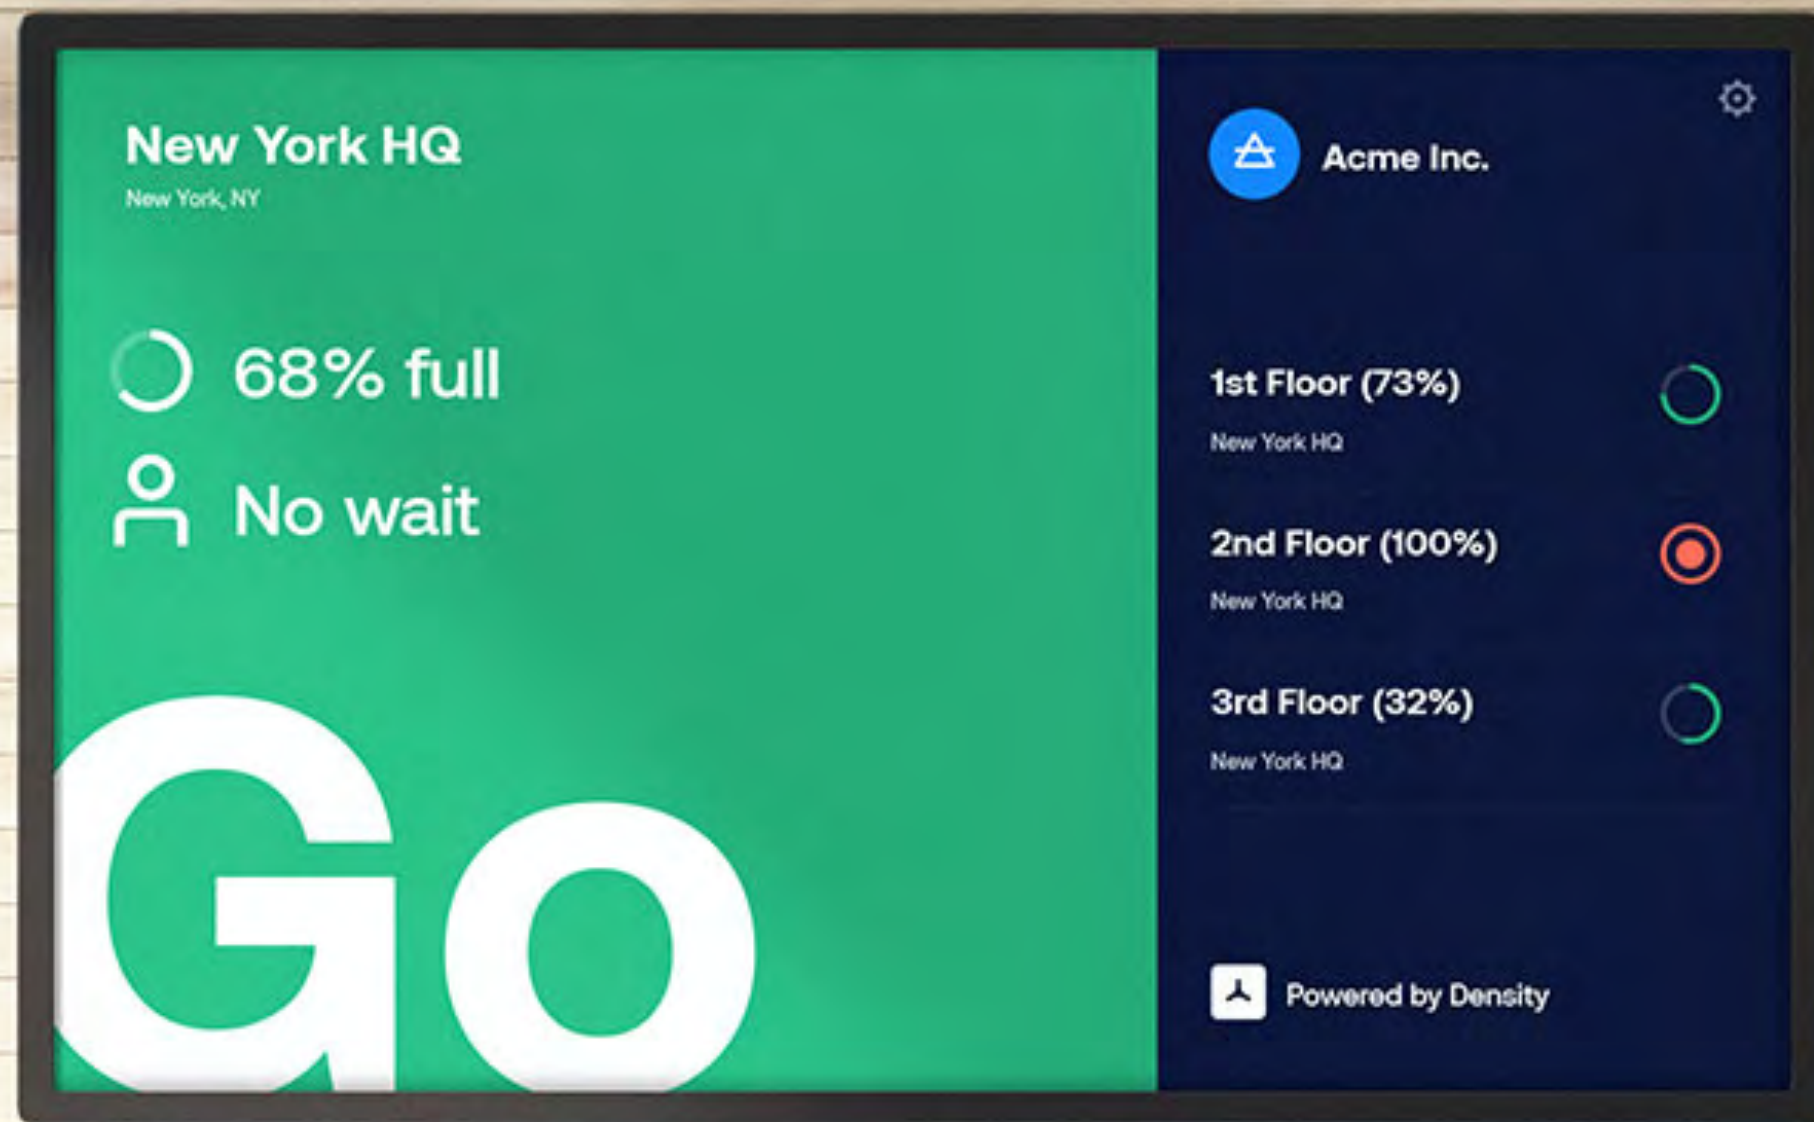 New York HQ
New York, NY
68% full
No wait
Go
Acme Inc.
1st Floor (73%)
New York HQ
2nd Floor (100%)
New York HQ
3rd Floor (32%)
New York HQ
Powered by Density